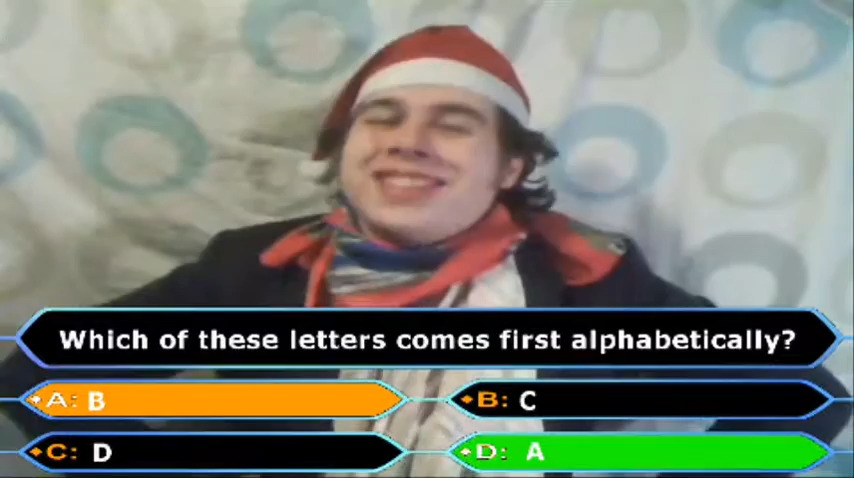 Which of these letters comes first alphabetically?
A: B
B: C
C: D
D: A